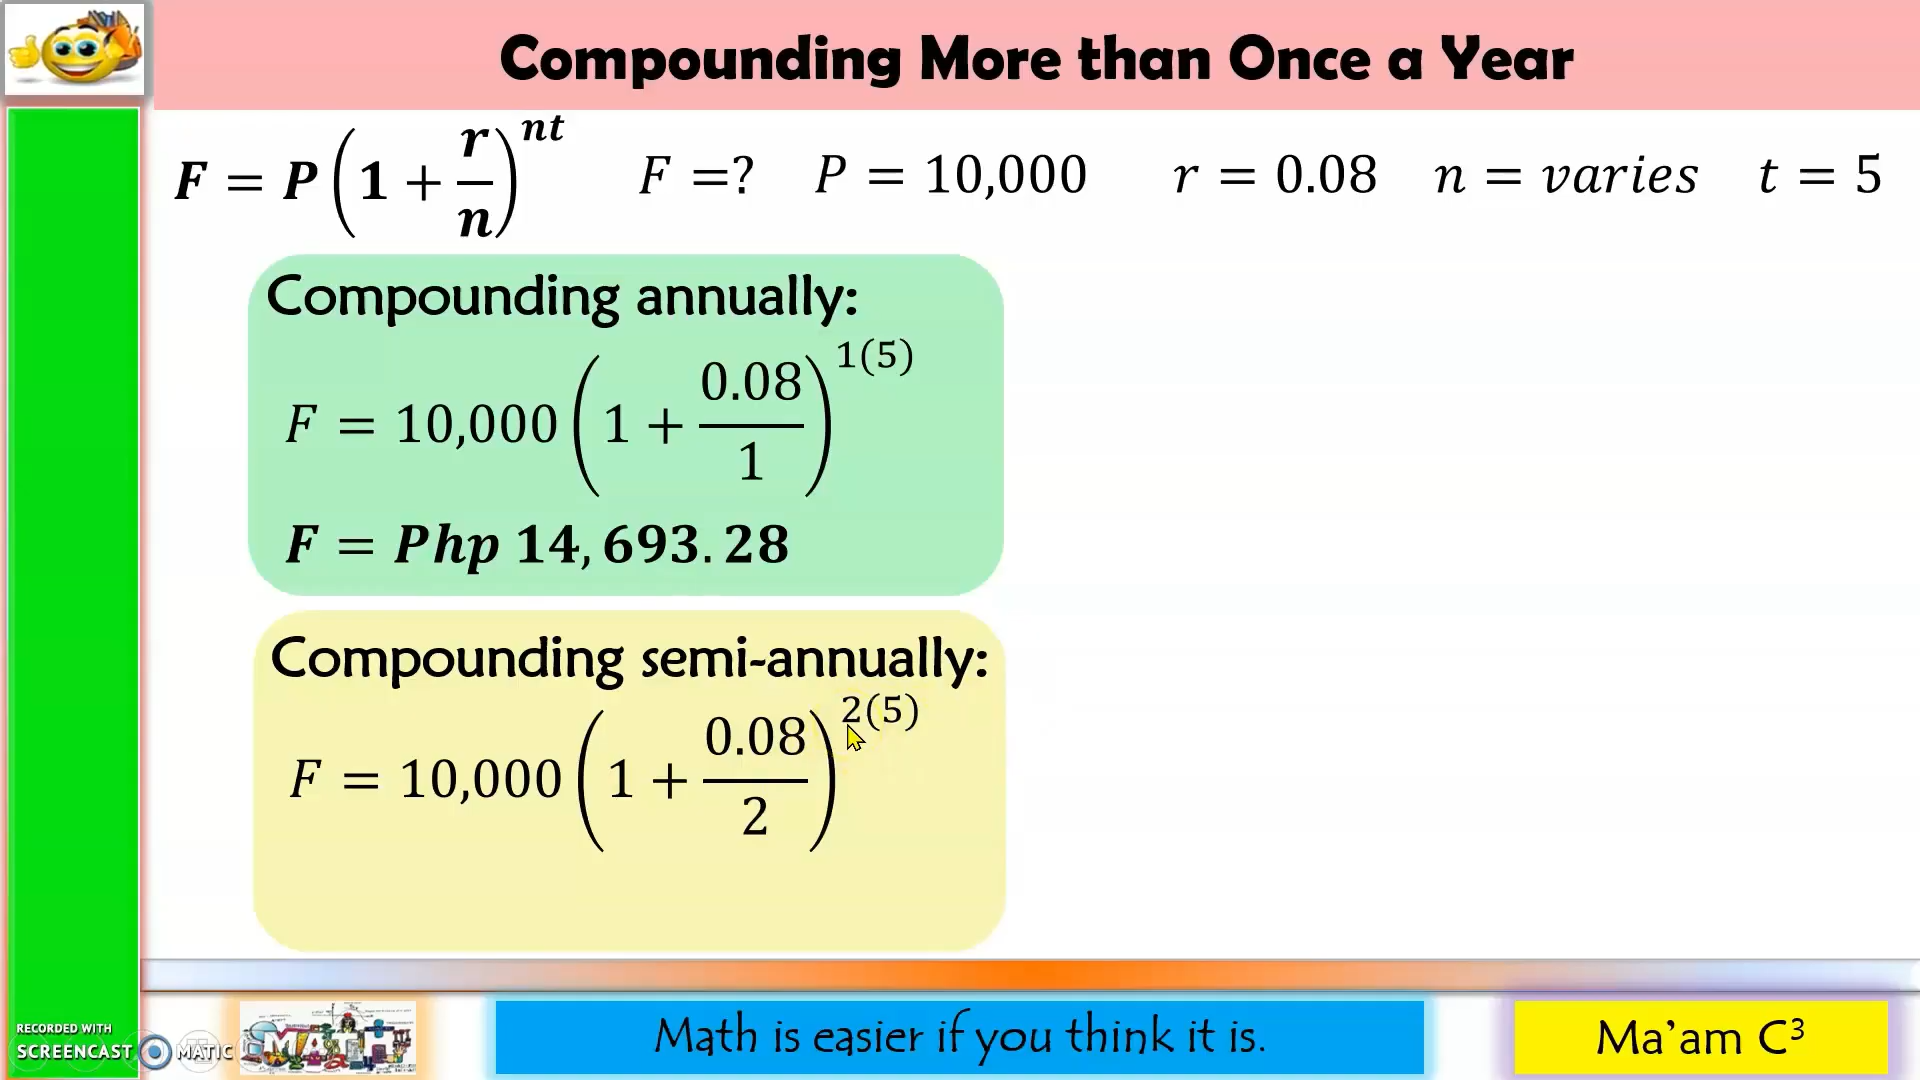 Compounding More than Once a Year
F = P(1 + r/n)^nt F =? P = 10,000 r = 0.08 n = varies t = 5
Compounding annually:
F = 10,000(1 + 0.08/1)^1(5)
F = Php 14,693.28
Compounding semi-annually:
F = 10,000(1 + 0.08/2)^2(5)
RECORDED WITH
SCREENCAST MATIC
MATH
Math is easier if you think it is.
Ma'am C³